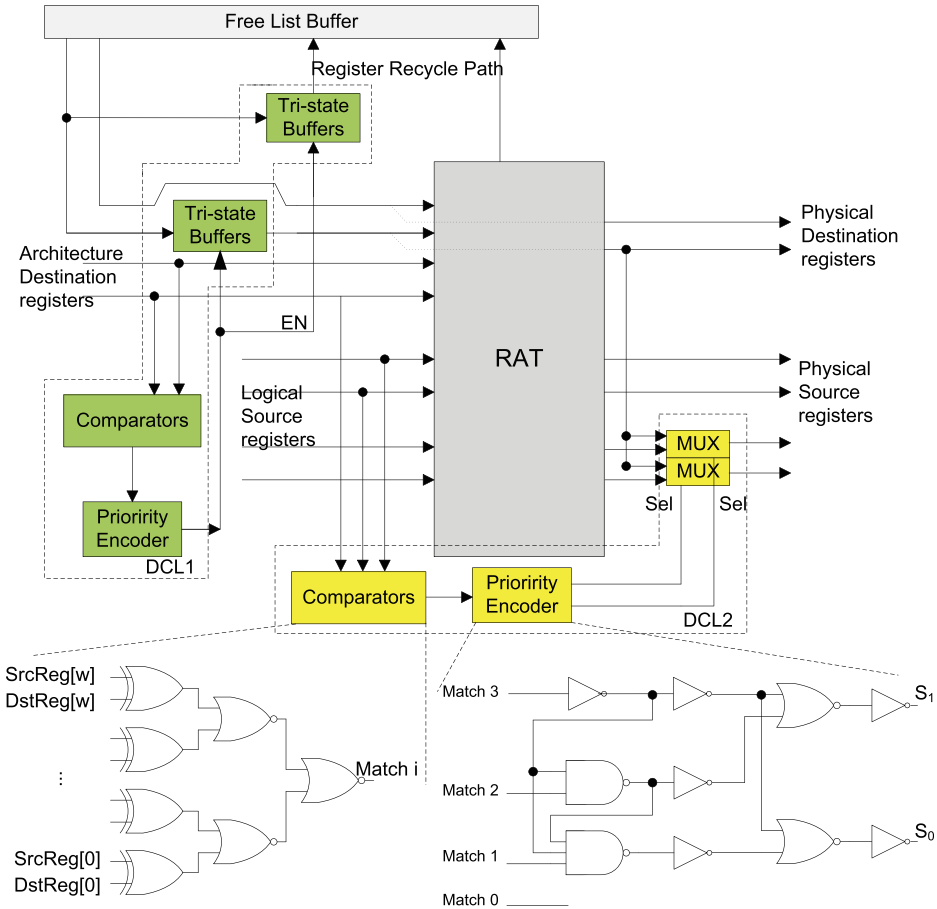 Free List Buffer
Register Recycle Path
Tri-state
Buffers
Tri-state
Buffers
Architecture
Destination
registers
EN
RAT
Physical
Destination
registers
Logical
Source
registers
Physical
Source
registers
Comparators
Prioririty
Encoder
DCL1
MUX
MUX
Sel
Sel
Comparators
Prioririty
Encoder
DCL2
SrcReg[w]
DstReg[w]
...
SrcReg[0]
DstReg[0]
Match i
Match 3
Match 2
Match 1
Match 0
S1
S0